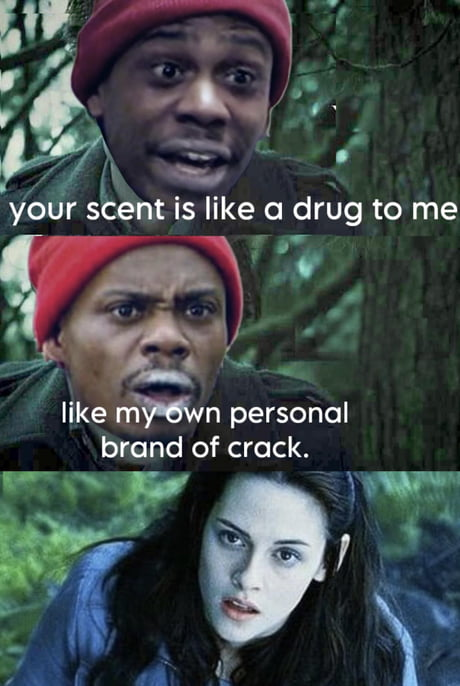 your scent is like a drug to me
like my own personal
brand of crack.